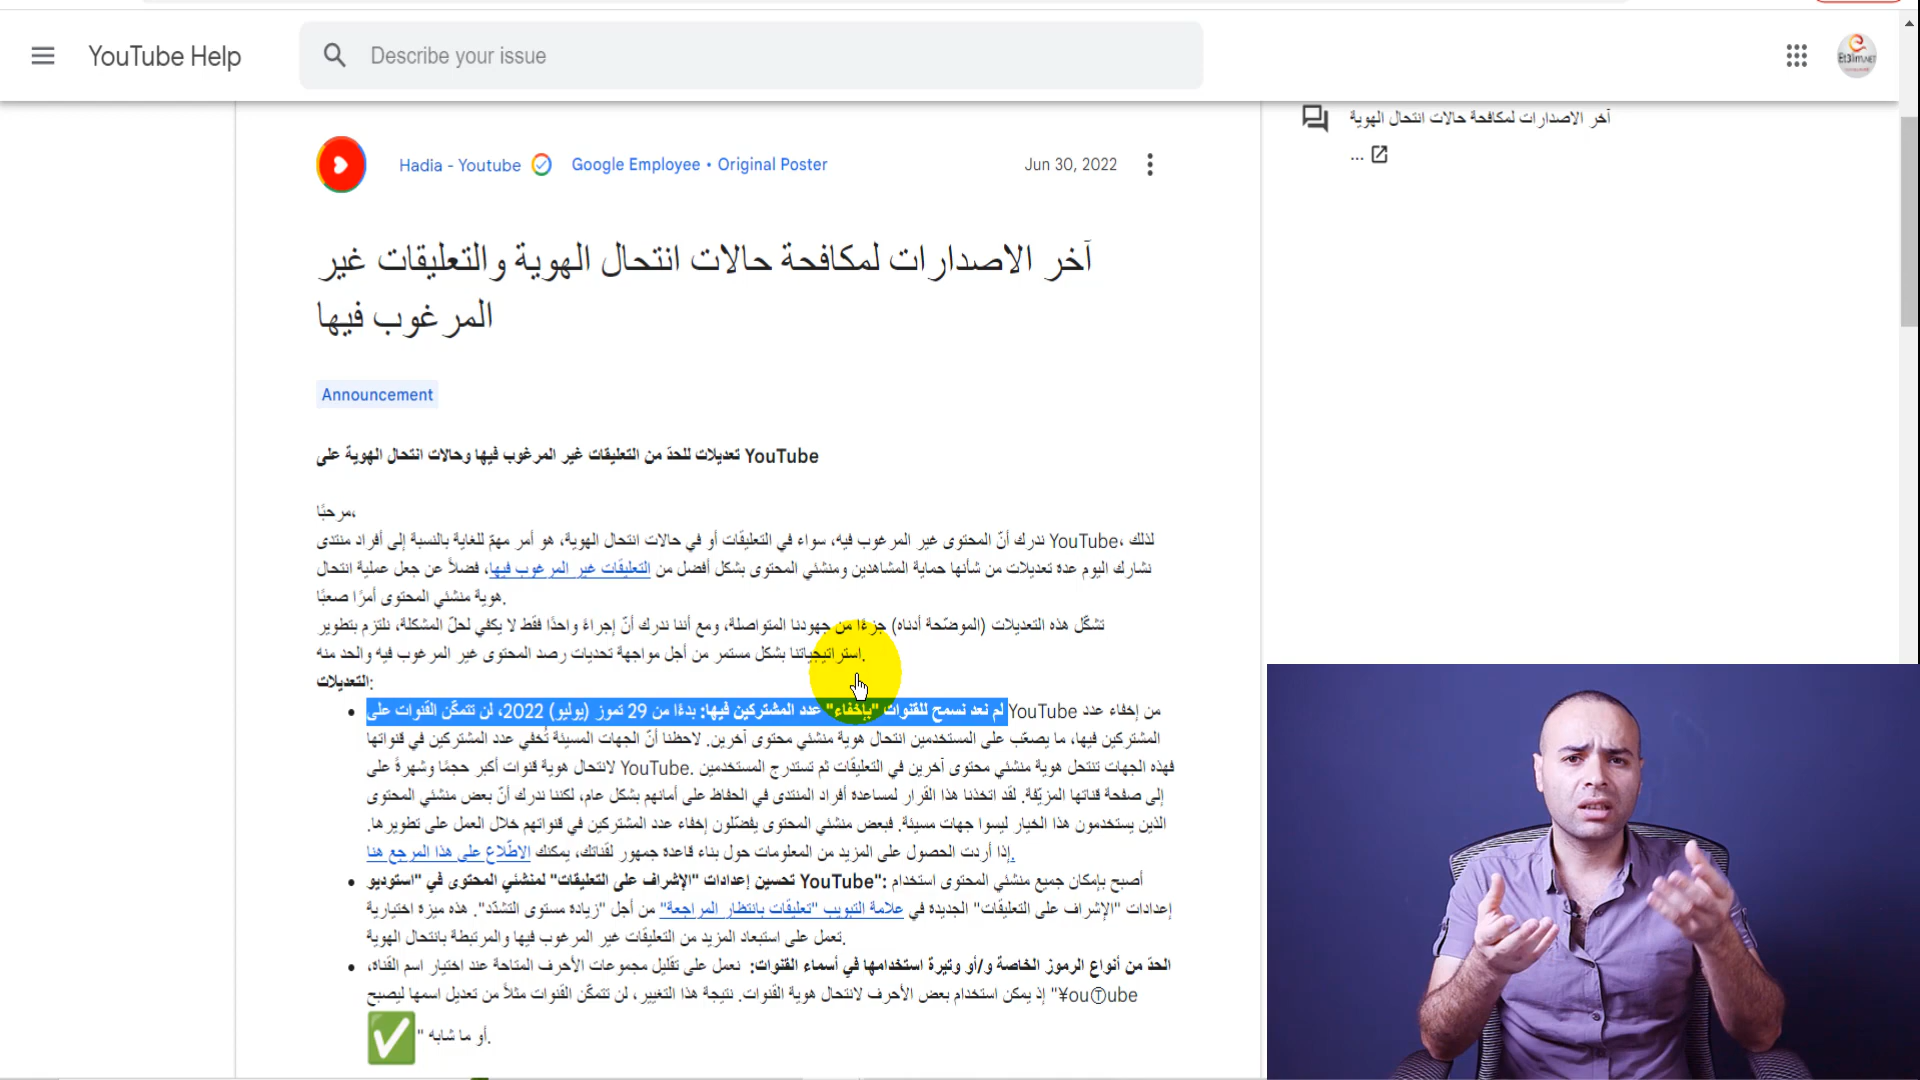 YouTube Help
Describe your issue
Et3lim.NET
آخر الاصدارات لمكافحة حالات انتحال الهوية
...
Hadia - Youtube
Google Employee • Original Poster
Jun 30, 2022
آخر الاصدارات لمكافحة حالات انتحال الهوية والتعليقات غير
المرغوب فيها
Announcement
تعديلات للحدّ من التعليقات غير المرغوب فيها وحالات انتحال الهوية على YouTube
مرحبًا،
ندرك أنّ المحتوى غير المرغوب فيه، سواء في التعليقات أو في حالات انتحال الهوية، هو أمر مهمّ للغاية بالنسبة إلى أفراد منتدى YouTube، لذلك
نشارك اليوم عدة تعديلات من شأنها حماية المشاهدين ومنشئي المحتوى بشكل أفضل من التعليقات غير المرغوب فيها، فضلاً عن جعل عملية انتحال
هوية منشئي المحتوى أمرًا صعبًا.
تشكّل هذه التعديلات (الموضّحة أدناه) جزءًا من جهودنا المتواصلة، ومع أننا ندرك أنّ إجراءً واحدًا فقط لا يكفي لحلّ المشكلة، نلتزم بتطوير
استراتيجياتنا بشكل مستمر من أجل مواجهة تحديات رصد المحتوى غير المرغوب فيه والحد منه.
التعديلات:
لم نعد نسمح للقنوات "بإخفاء" عدد المشتركين فيها: بدءًا من 29 تموز (يوليو) 2022، لن تتمكّن القنوات على YouTube من إخفاء عدد
المشتركين فيها، ما يصعّب على المستخدمين انتحال هوية منشئي محتوى آخرين. لاحظنا أنّ الجهات المسيئة تُخفي عدد المشتركين في قنواتها
لانتحال هوية قنوات أكبر حجمًا وشهرةً على YouTube. فهذه الجهات تنتحل هوية منشئي محتوى آخرين في التعليقات ثم تستدرج المستخدمين
إلى صفحة قناتها المزيّفة. لقد اتخذنا هذا القرار لمساعدة أفراد المنتدى في الحفاظ على أمانهم بشكل عام، لكننا ندرك أنّ بعض منشئي المحتوى
الذين يستخدمون هذا الخيار ليسوا جهات مسيئة. فبعض منشئي المحتوى يفضّلون إخفاء عدد المشتركين في قنواتهم خلال العمل على تطويرها.
إذا أردت الحصول على المزيد من المعلومات حول بناء قاعدة جمهور لقناتك، يمكنك الاطّلاع على هذا المرجع هنا.
تحسين إعدادات "الإشراف على التعليقات" لمنشئي المحتوى في "استوديو YouTube": أصبح بإمكان جميع منشئي المحتوى استخدام
إعدادات "الإشراف على التعليقات" الجديدة في علامة التبويب "تعليقات بانتظار المراجعة" من أجل "زيادة مستوى التشدّد". هذه ميزة اختيارية
تعمل على استبعاد المزيد من التعليقات غير المرغوب فيها والمرتبطة بانتحال الهوية.
الحدّ من أنواع الرموز الخاصة و/أو وتيرة استخدامها في أسماء القنوات: نعمل على تقليل مجموعات الأحرف المتاحة عند اختيار اسم القناة،
إذ يمكن استخدام بعض الأحرف لانتحال هوية القنوات. نتيجة هذا التغيير، لن تتمكّن القنوات مثلاً من تعديل اسمها ليصبح "¥ouⓉube
✅" أو ما شابه.